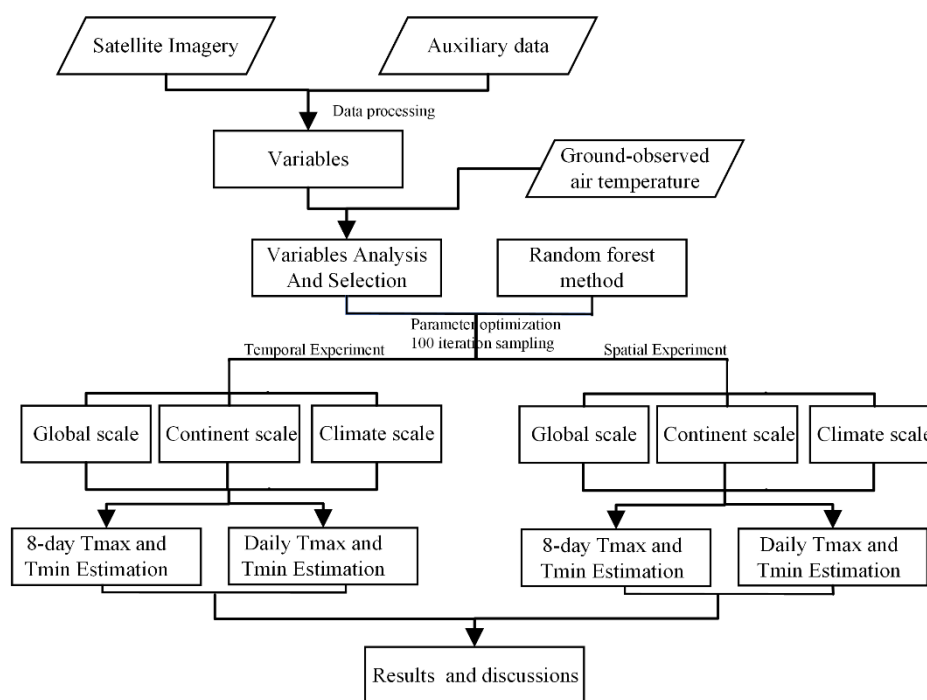 Satellite Imagery
Auxiliary data
Data processing
Variables
Ground-observed
air temperature
Variables Analysis
And Selection
Random forest
method
Parameter optimization
100 iteration sampling
Temporal Experiment
Spatial Experiment
Global scale
Continent scale
Climate scale
Global scale
Continent scale
Climate scale
8-day Tmax and
Tmin Estimation
Daily Tmax and
Tmin Estimation
8-day Tmax and
Tmin Estimation
Daily Tmax and
Tmin Estimation
Results and discussions